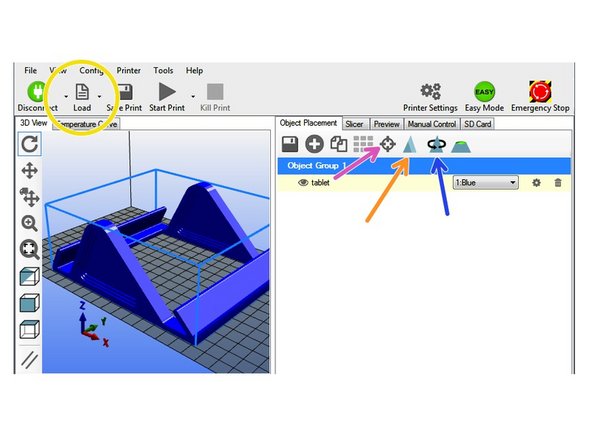 File View Config Printer Tools Help
Disconnect Load Save Print Start Print Kill Print Printer Settings Easy Mode Emergency Stop
EASY
3D View Temperature Curve Object Placement Slicer Preview Manual Control SD Card
Object Group 1
tablet 1:Blue
Z
Y
X